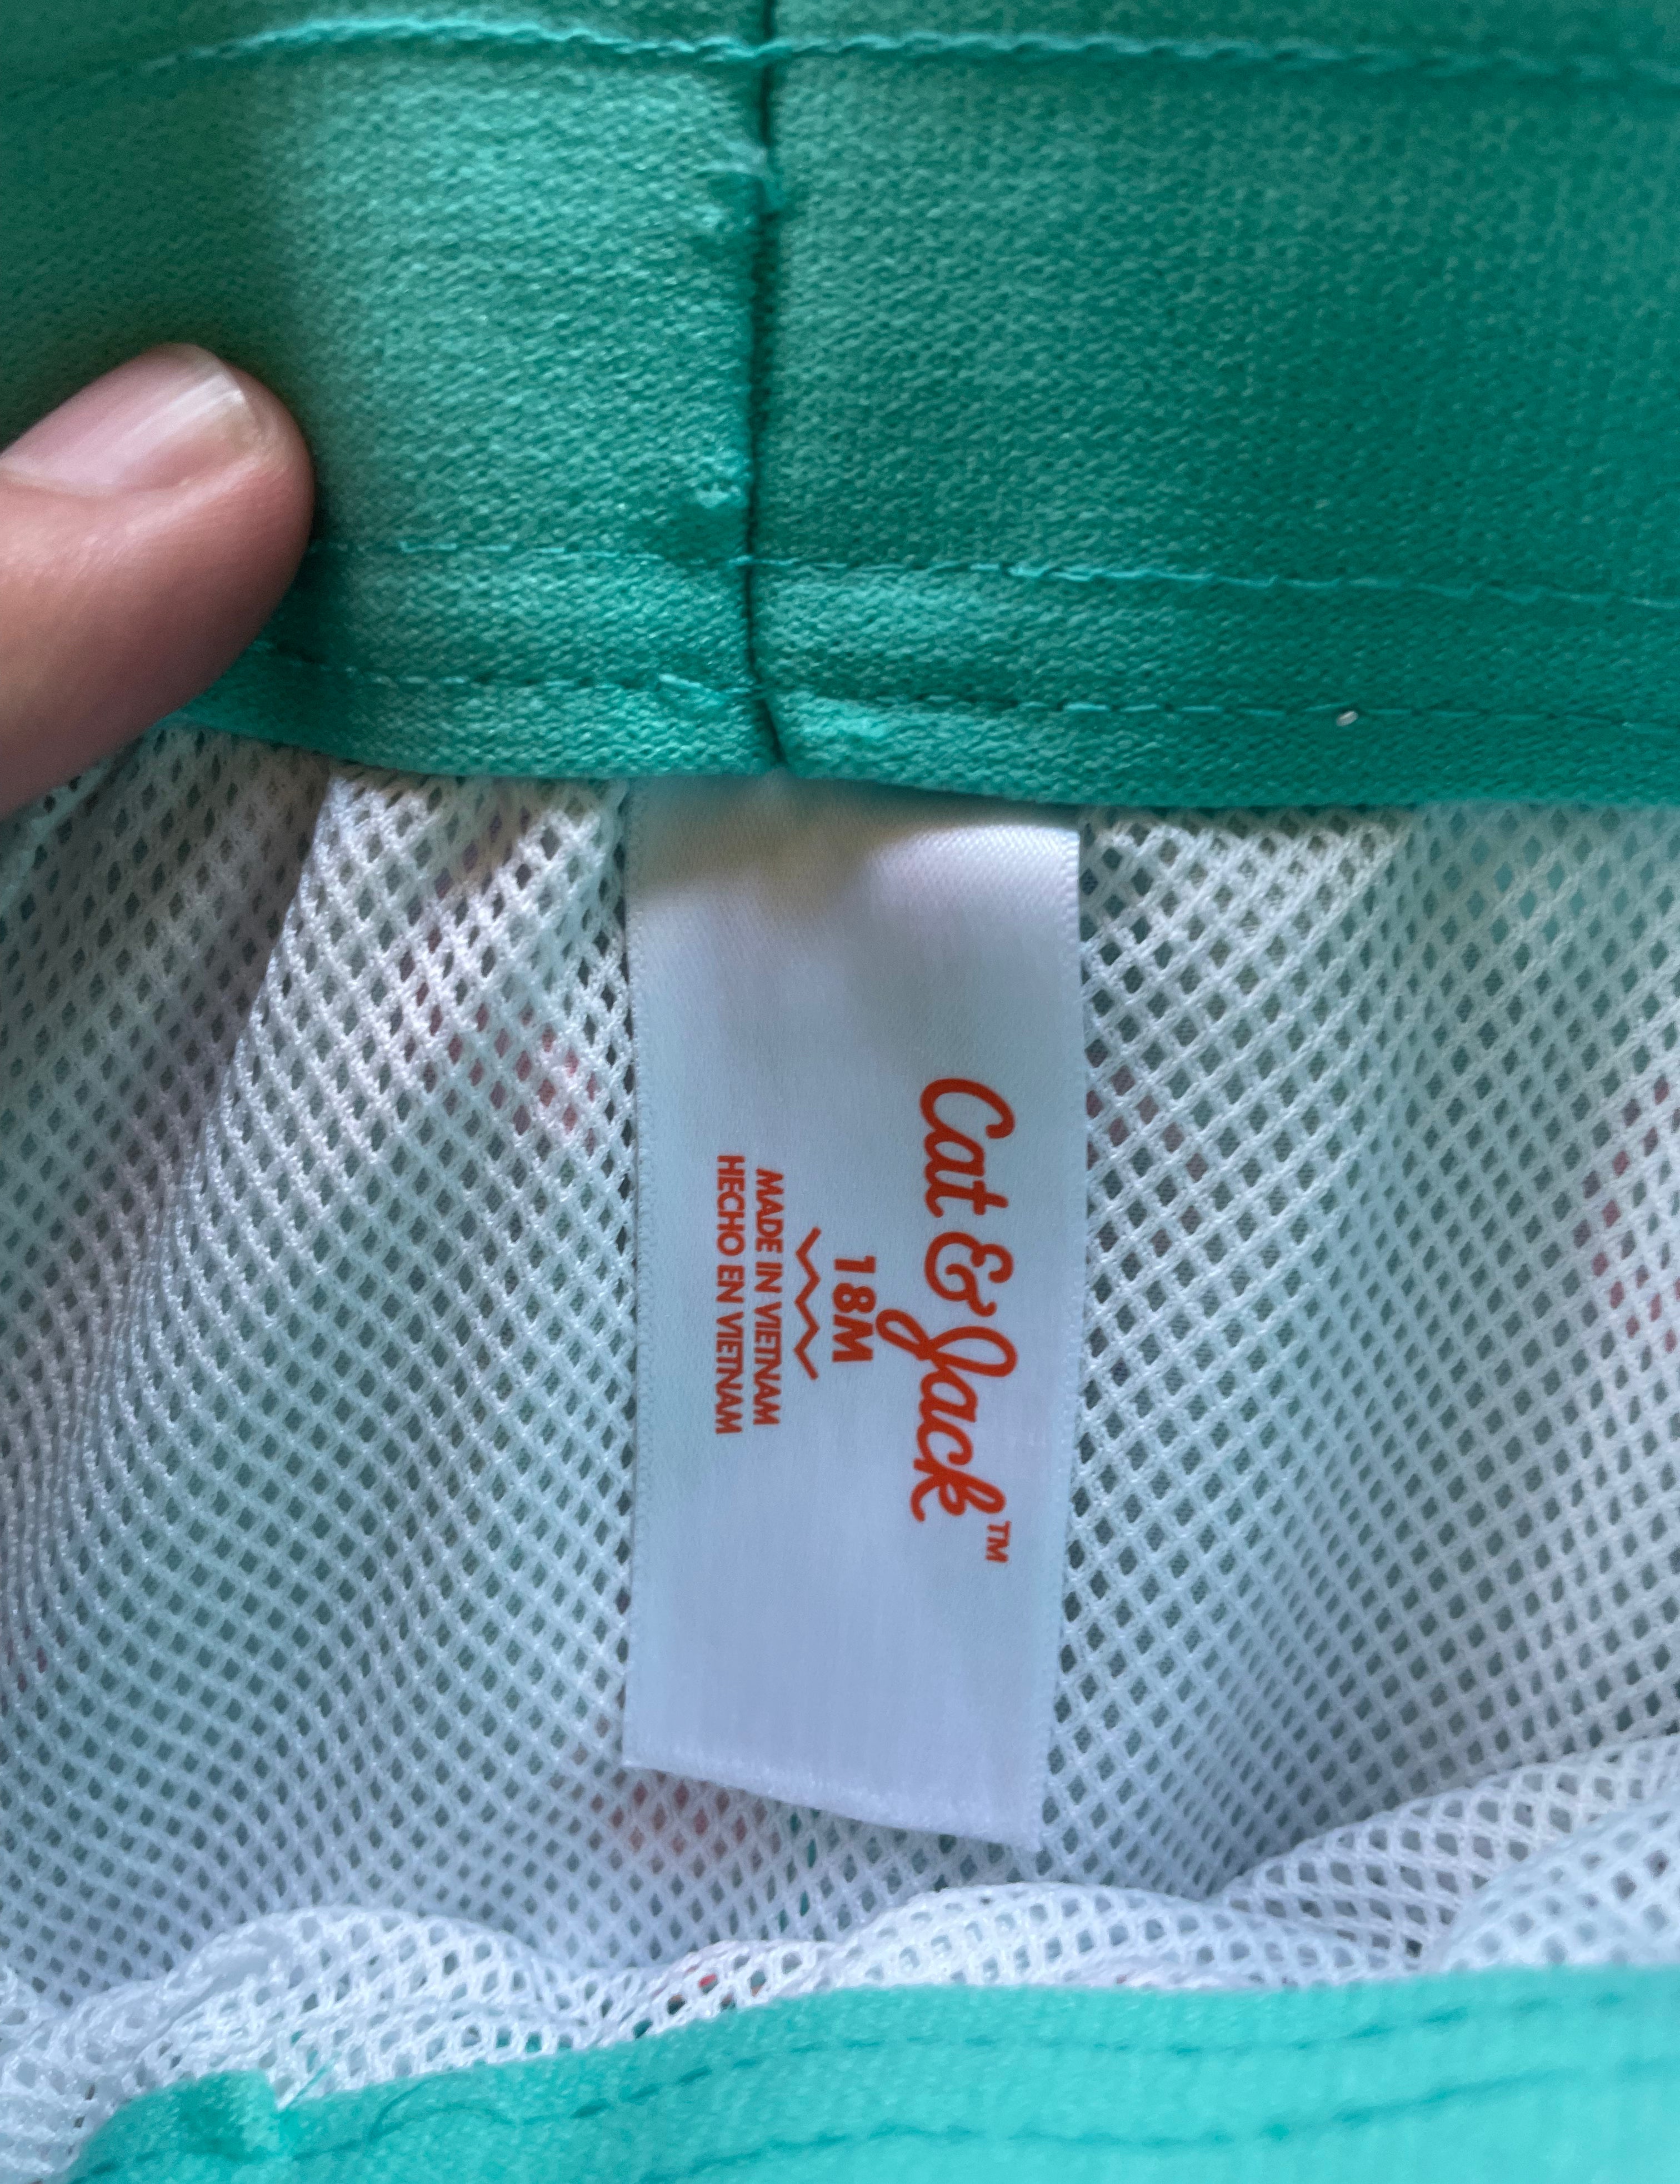 Cat & Jack™
18M
MADE IN VIETNAM
HECHO EN VIETNAM